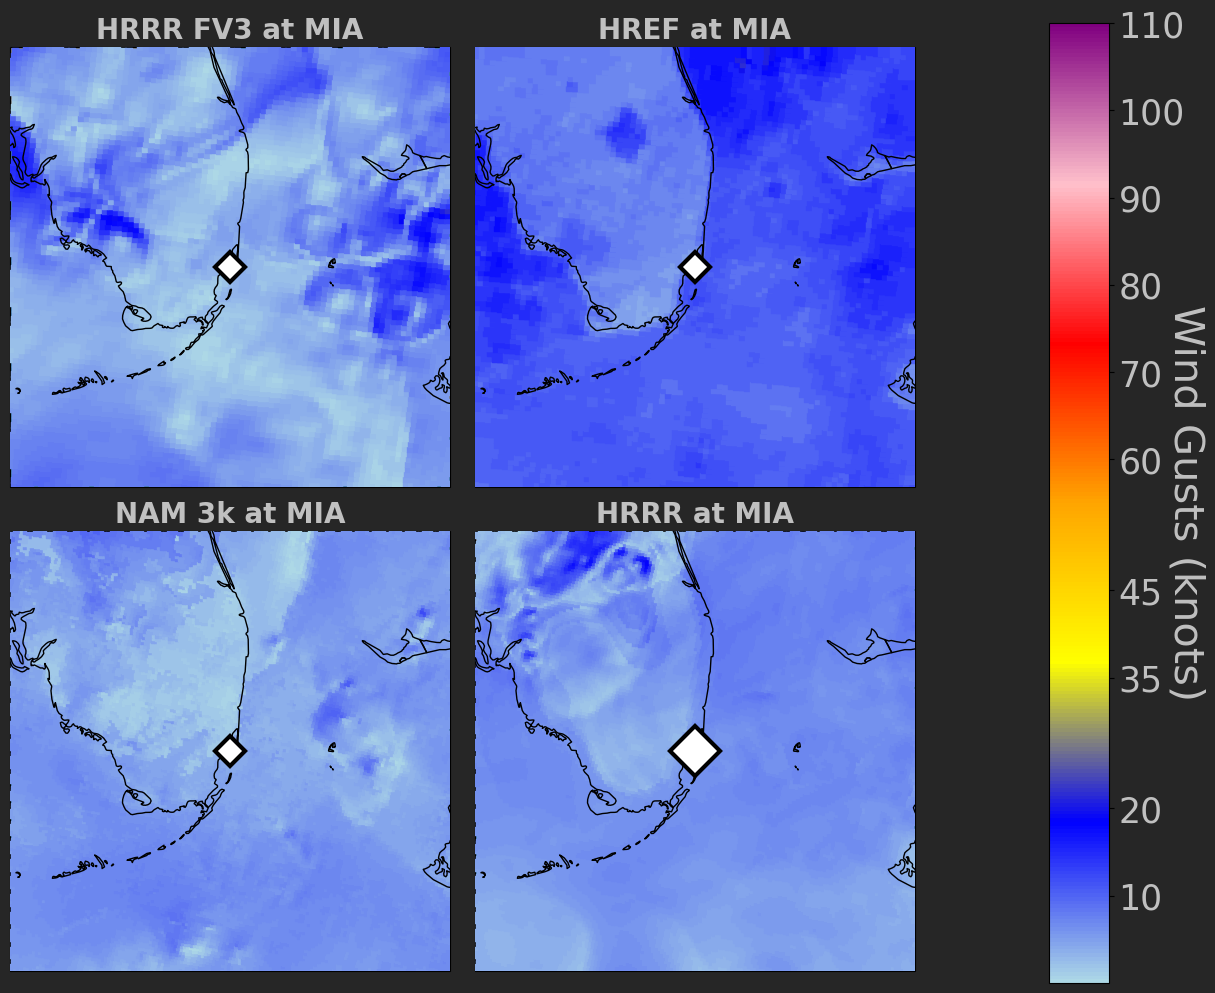 HRRR FV3 at MIA
HREF at MIA
NAM 3k at MIA
HRRR at MIA
110
100
90
80
70
60
45
35
20
10
Wind Gusts (knots)